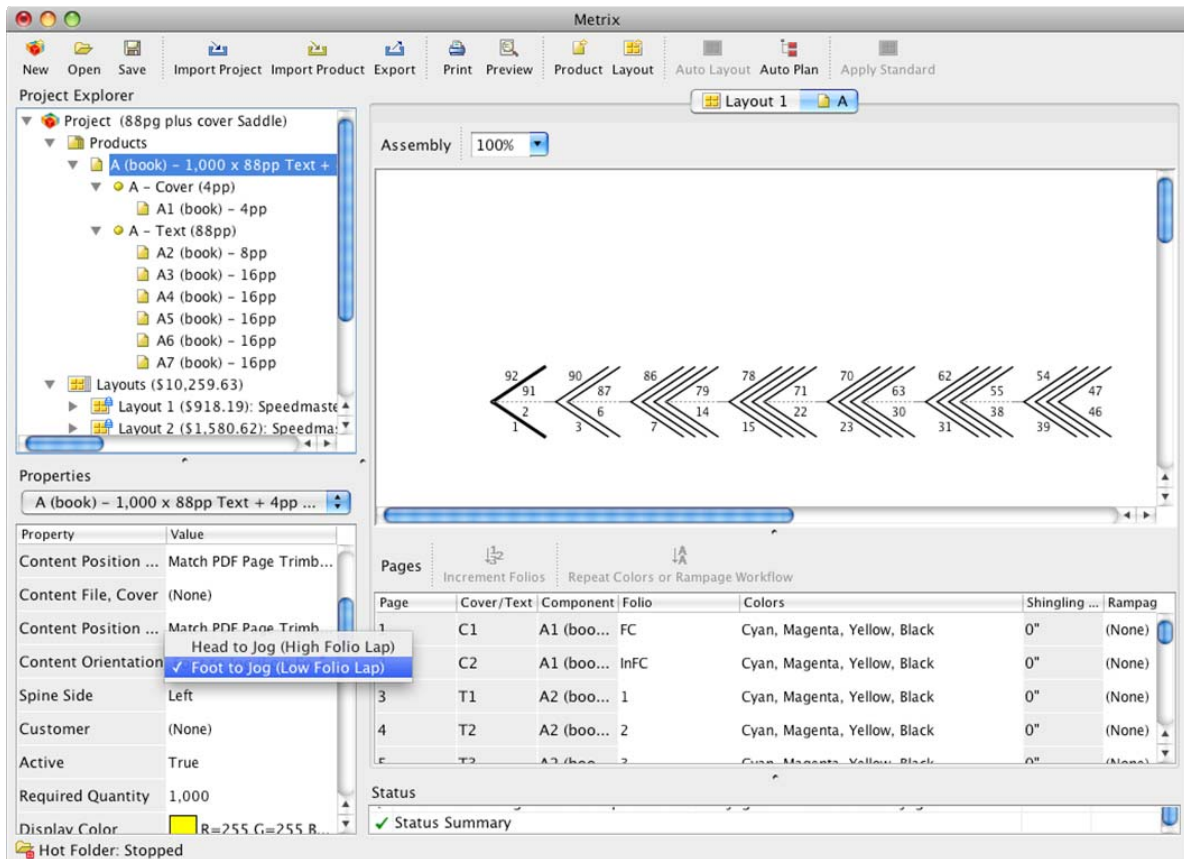 Metrix
New Open Save Import Project Import Product Export Print Preview Product Layout Auto Layout Auto Plan Apply Standard
Project Explorer
Layout 1 A
Project (88pg plus cover Saddle)
Products
A (book) – 1,000 x 88pp Text +
A – Cover (4pp)
A1 (book) – 4pp
A – Text (88pp)
A2 (book) – 8pp
A3 (book) – 16pp
A4 (book) – 16pp
A5 (book) – 16pp
A6 (book) – 16pp
A7 (book) – 16pp
Layouts ($10,259.63)
Layout 1 ($918.19): Speedmaste
Layout 2 ($1,580.62): Speedma
Assembly 100%
92 90 86 78 70 62 54
91 87 79 71 63 55 47
2 6 14 22 30 38 46
1 3 7 15 23 31 39
Properties
A (book) – 1,000 x 88pp Text + 4pp ...
Property Value
Content Position ... Match PDF Page Trimb...
Content File, Cover (None)
Content Position ... Match PDF Page Trimb...
Head to Jog (High Folio Lap)
Content Orientation ✓ Foot to Jog (Low Folio Lap)
Spine Side Left
Customer (None)
Active True
Required Quantity 1,000
Display Color R=255 G=255 B...
Pages Increment Folios Repeat Colors or Rampage Workflow
Page Cover/Text Component Folio Colors Shingling ... Rampag
1 C1 A1 (boo... FC Cyan, Magenta, Yellow, Black 0" (None)
2 C2 A1 (boo... InFC Cyan, Magenta, Yellow, Black 0" (None)
3 T1 A2 (boo... 1 Cyan, Magenta, Yellow, Black 0" (None)
4 T2 A2 (boo... 2 Cyan, Magenta, Yellow, Black 0" (None)
Status
✓ Status Summary
Hot Folder: Stopped